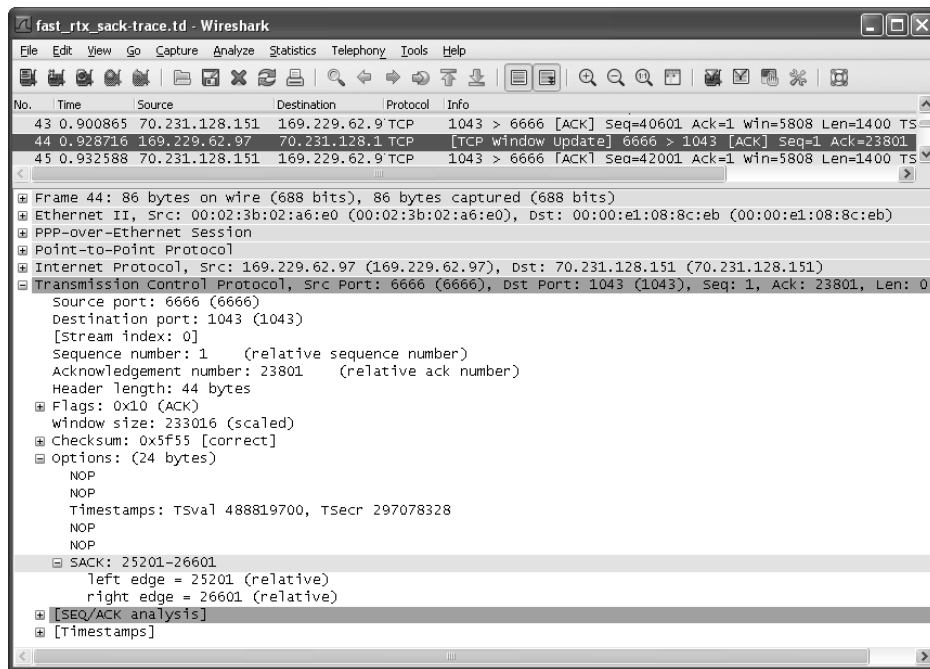 fast_rtx_sack-trace.td - Wireshark
File Edit View Go Capture Analyze Statistics Telephony Tools Help
No. Time Source Destination Protocol Info
43 0.900865 70.231.128.151 169.229.62.9 TCP 1043 > 6666 [ACK] Seq=40601 Ack=1 Win=5808 Len=1400 TS
44 0.928716 169.229.62.97 70.231.128.1 TCP [TCP Window Update] 6666 > 1043 [ACK] Seq=1 Ack=23801
45 0.932588 70.231.128.151 169.229.62.9 TCP 1043 > 6666 [ACK] Seq=42001 Ack=1 Win=5808 Len=1400 TS
Frame 44: 86 bytes on wire (688 bits), 86 bytes captured (688 bits)
Ethernet II, Src: 00:02:3b:02:a6:e0 (00:02:3b:02:a6:e0), Dst: 00:00:e1:08:8c:eb (00:00:e1:08:8c:eb)
PPP-over-Ethernet Session
Point-to-Point Protocol
Internet Protocol, Src: 169.229.62.97 (169.229.62.97), Dst: 70.231.128.151 (70.231.128.151)
Transmission Control Protocol, Src Port: 6666 (6666), Dst Port: 1043 (1043), Seq: 1, Ack: 23801, Len: 0
Source port: 6666 (6666)
Destination port: 1043 (1043)
[Stream index: 0]
Sequence number: 1 (relative sequence number)
Acknowledgement number: 23801 (relative ack number)
Header length: 44 bytes
Flags: 0x10 (ACK)
Window size: 233016 (scaled)
Checksum: 0x5f55 [correct]
Options: (24 bytes)
NOP
NOP
Timestamps: TSval 488819700, TSecr 297078328
NOP
NOP
SACK: 25201-26601
left edge = 25201 (relative)
right edge = 26601 (relative)
[SEQ/ACK analysis]
[Timestamps]